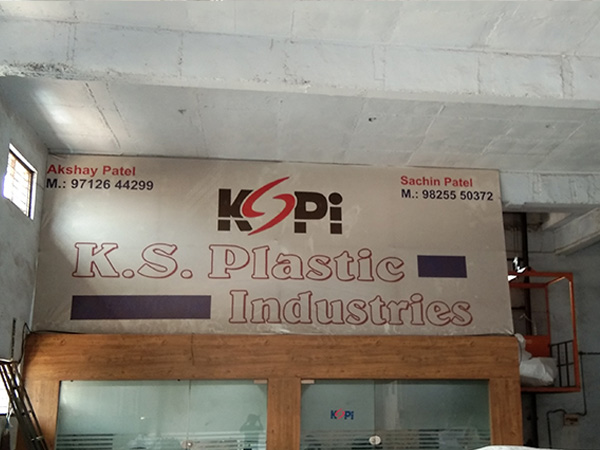 Akshay Patel
M.: 97126 44299
KSPi
Sachin Patel
M.: 98255 50372
K.S. Plastic
Industries
KSPi